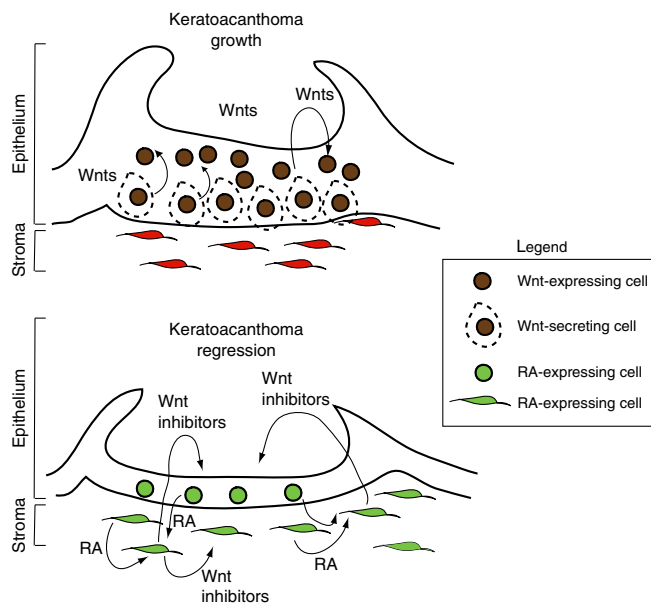 Keratoacanthoma
growth
Wnts
Wnts
Wnts
Epithelium
Stroma
Legend
Wnt-expressing cell
Wnt-secreting cell
RA-expressing cell
RA-expressing cell
Keratoacanthoma
regression
Wnt
inhibitors
Wnt
inhibitors
Epithelium
Stroma
RA
RA
RA
Wnt
inhibitors